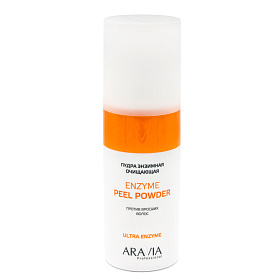 ПУДРА ЭНЗИМНАЯ
ОЧИЩАЮЩАЯ
ENZYME
PEEL POWDER
ПРОТИВ ВРОСШИХ
ВОЛОС
ULTRA ENZYME
ARAVIA
Professional